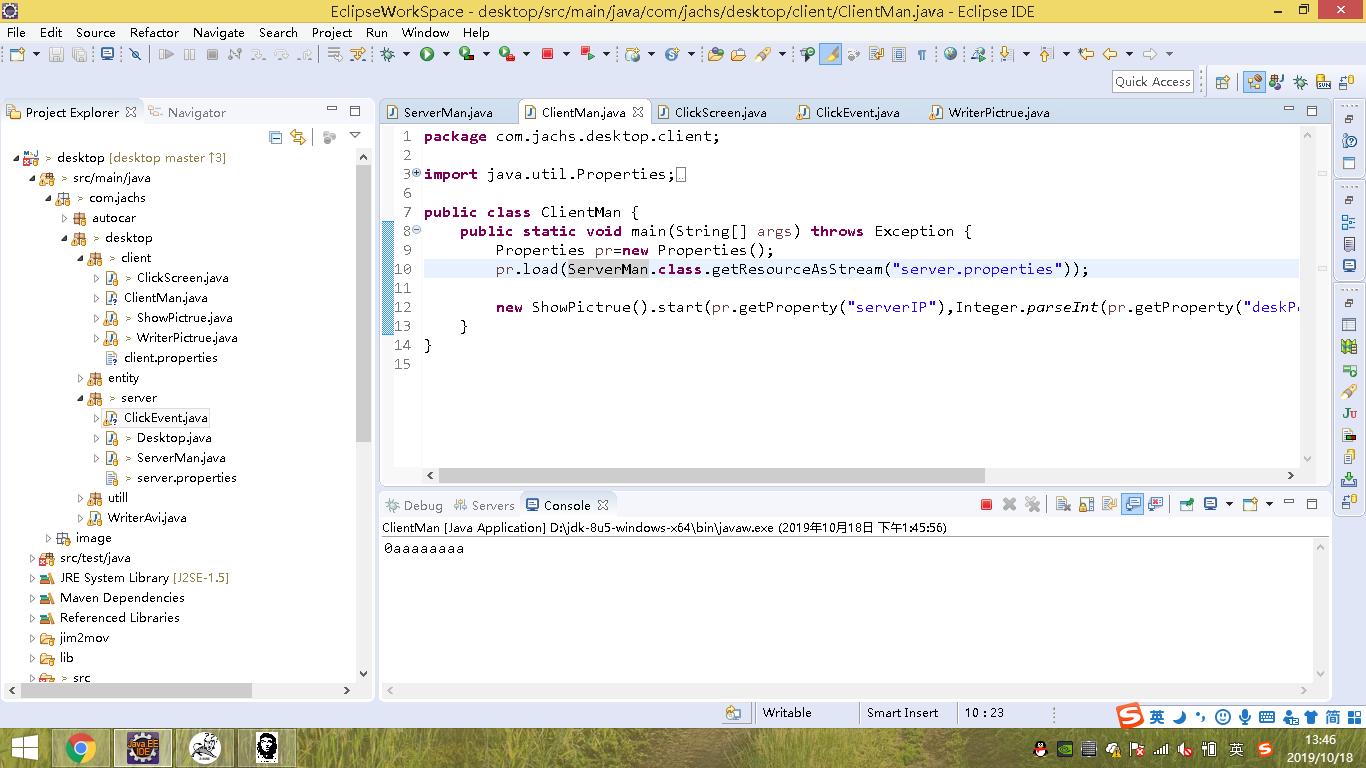 EclipseWorkSpace - desktop/src/main/java/com/jachs/desktop/client/ClientMan.java - Eclipse IDE
File Edit Source Refactor Navigate Search Project Run Window Help
Quick Access
Project Explorer Navigator
> desktop [desktop master ↑3]
> src/main/java
> com.jachs
autocar
> desktop
> client
> ClickScreen.java
ClientMan.java
> ShowPictrue.java
> WriterPictrue.java
client.properties
entity
> server
ClickEvent.java
> Desktop.java
> ServerMan.java
> server.properties
utill
WriterAvi.java
image
src/test/java
JRE System Library [J2SE-1.5]
Maven Dependencies
Referenced Libraries
jim2mov
lib
> src
ServerMan.java ClientMan.java ClickScreen.java ClickEvent.java WriterPictrue.java
1 package com.jachs.desktop.client;
2
3 import java.util.Properties;
6
7 public class ClientMan {
8 public static void main(String[] args) throws Exception {
9 Properties pr=new Properties();
10 pr.load(ServerMan.class.getResourceAsStream("server.properties"));
11
12 new ShowPictrue().start(pr.getProperty("serverIP"),Integer.parseInt(pr.getProperty("deskP
13 }
14 }
15
Debug Servers Console
ClientMan [Java Application] D:\jdk-8u5-windows-x64\bin\javaw.exe (2019年10月18日 下午1:45:56)
0aaaaaaaa
Writable Smart Insert 10 : 23
英 简
Java EE IDE
英
13:46
2019/10/18